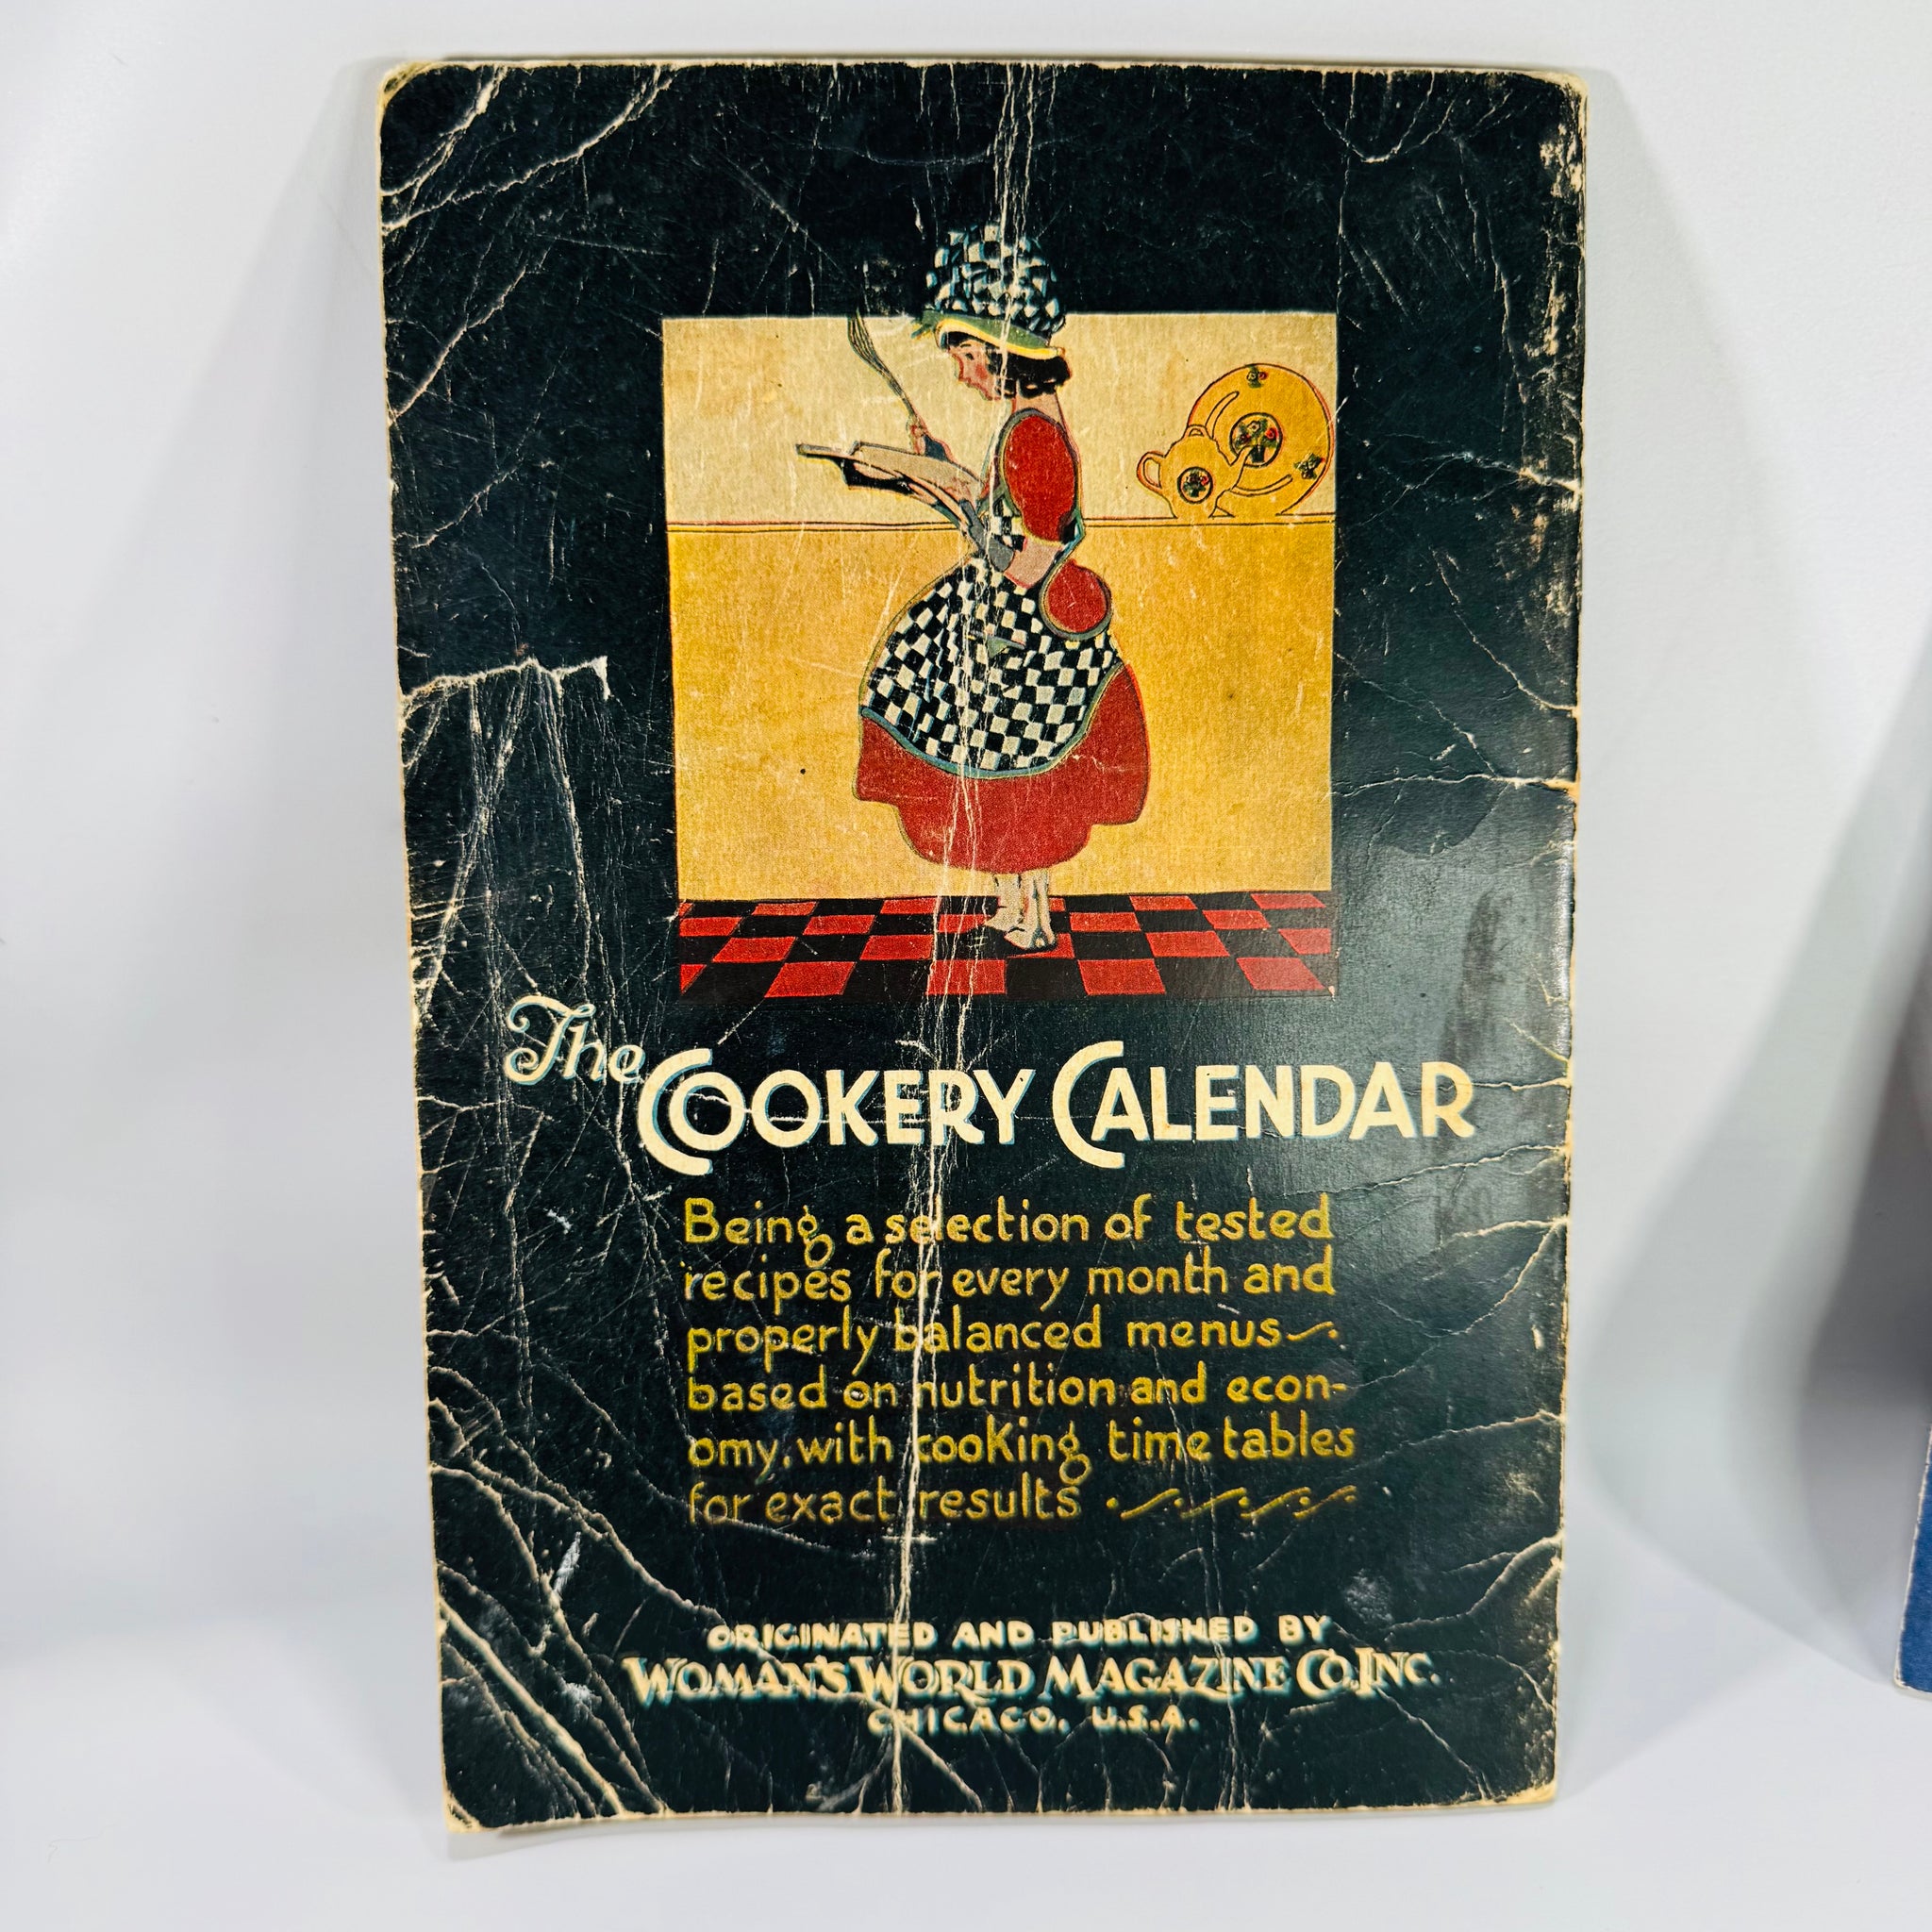 The COOKERY CALENDAR
Being a selection of tested
recipes for every month and
properly balanced menus
based on nutrition and econ-
omy, with cooking time tables
for exact results
ORIGINATED AND PUBLISHED BY
WOMAN'S WORLD MAGAZINE CO. INC.
CHICAGO, U.S.A.